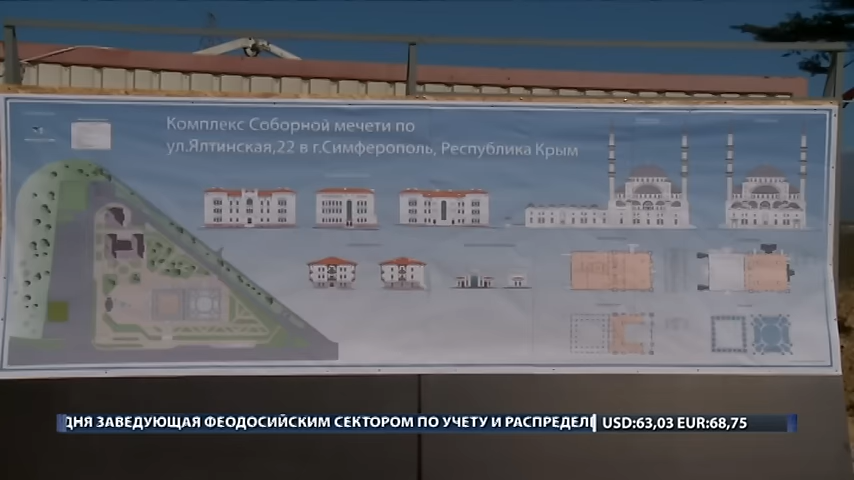 Комплекс Соборной мечети по
ул.Ялтинская,22 в г.Симферополь, Республика Крым
ДНЯ ЗАВЕДУЮЩАЯ ФЕОДОСИЙСКИМ СЕКТОРОМ ПО УЧЕТУ И РАСПРЕДЕЛ USD:63,03 EUR:68,75